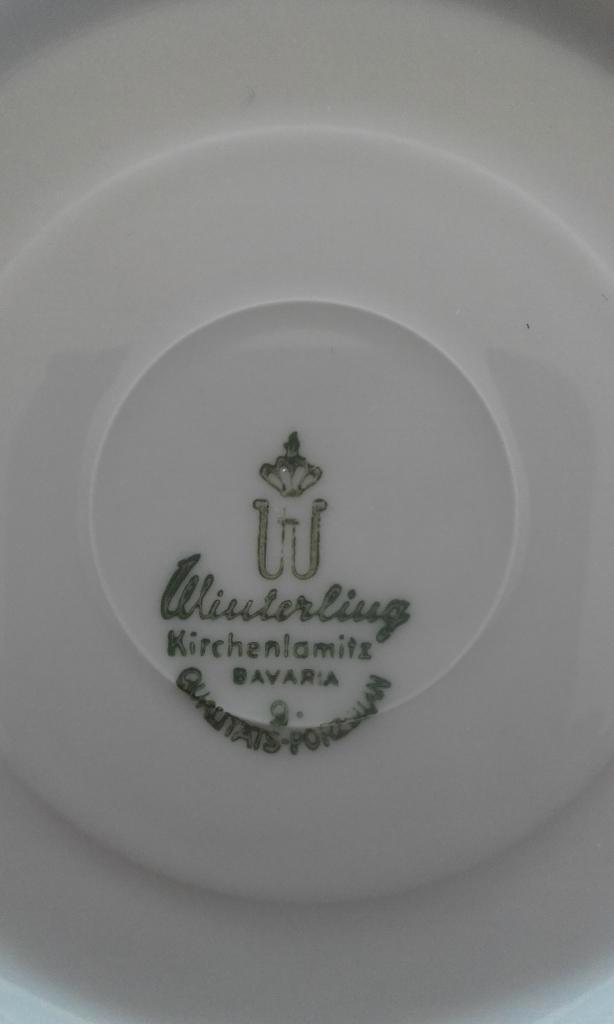 W
Winterling
Kirchenlamitz
BAVARIA
9.
QUALITÄTS-PORZELLAN